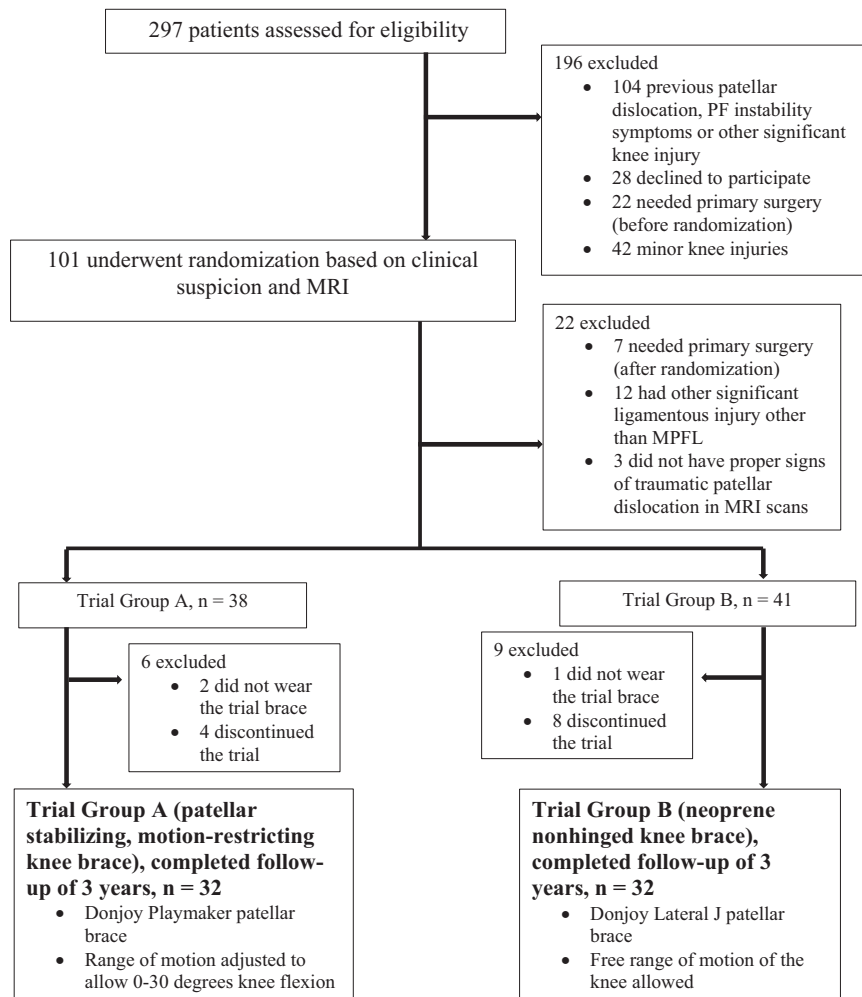 297 patients assessed for eligibility
196 excluded
• 104 previous patellar
dislocation, PF instability
symptoms or other significant
knee injury
• 28 declined to participate
• 22 needed primary surgery
(before randomization)
• 42 minor knee injuries
101 underwent randomization based on clinical
suspicion and MRI
22 excluded
• 7 needed primary surgery
(after randomization)
• 12 had other significant
ligamentous injury other
than MPFL
• 3 did not have proper signs
of traumatic patellar
dislocation in MRI scans
Trial Group A, n = 38
Trial Group B, n = 41
6 excluded
• 2 did not wear
the trial brace
• 4 discontinued
the trial
9 excluded
• 1 did not wear
the trial brace
• 8 discontinued
the trial
Trial Group A (patellar
stabilizing, motion-restricting
knee brace), completed follow-
up of 3 years, n = 32
• Donjoy Playmaker patellar
brace
• Range of motion adjusted to
allow 0-30 degrees knee flexion
Trial Group B (neoprene
nonhinged knee brace),
completed follow-up of 3
years, n = 32
• Donjoy Lateral J patellar
brace
• Free range of motion of the
knee allowed